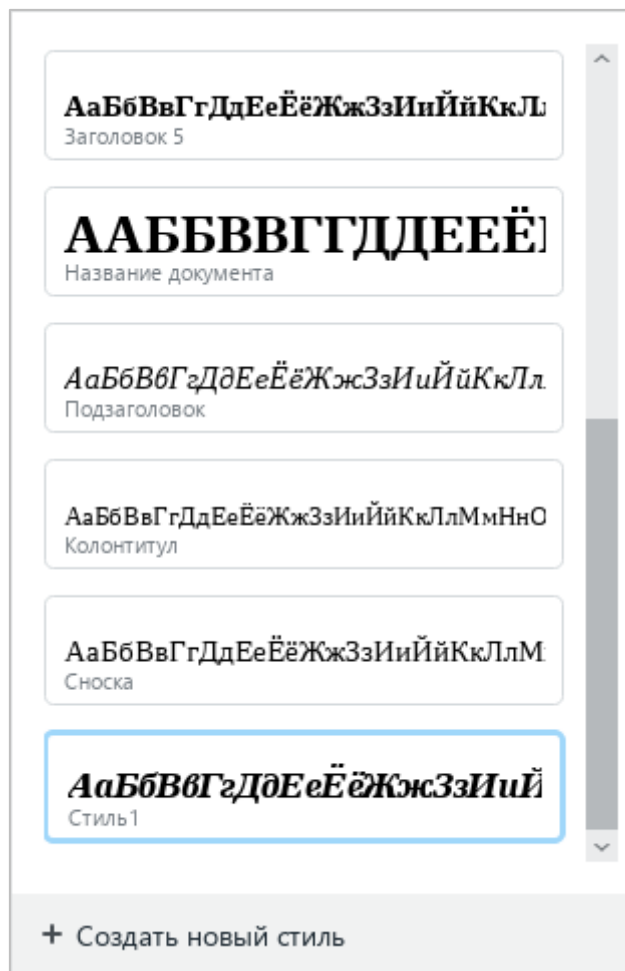 АаБбВвГгДдЕеЁёЖжЗзИиЙйКкЛл
Заголовок 5
ААББВВГГДДЕЕЁ
Название документа
АаБбВвГгДдЕеЁёЖжЗзИиЙйКкЛл
Подзаголовок
АаБбВвГгДдЕеЁёЖжЗзИиЙйКкЛлМмНнО
Колонтитул
АаБбВвГгДдЕеЁёЖжЗзИиЙйКкЛлМ
Сноска
АаБбВвГгДдЕеЁёЖжЗзИиЙ
Стиль1
+ Создать новый стиль